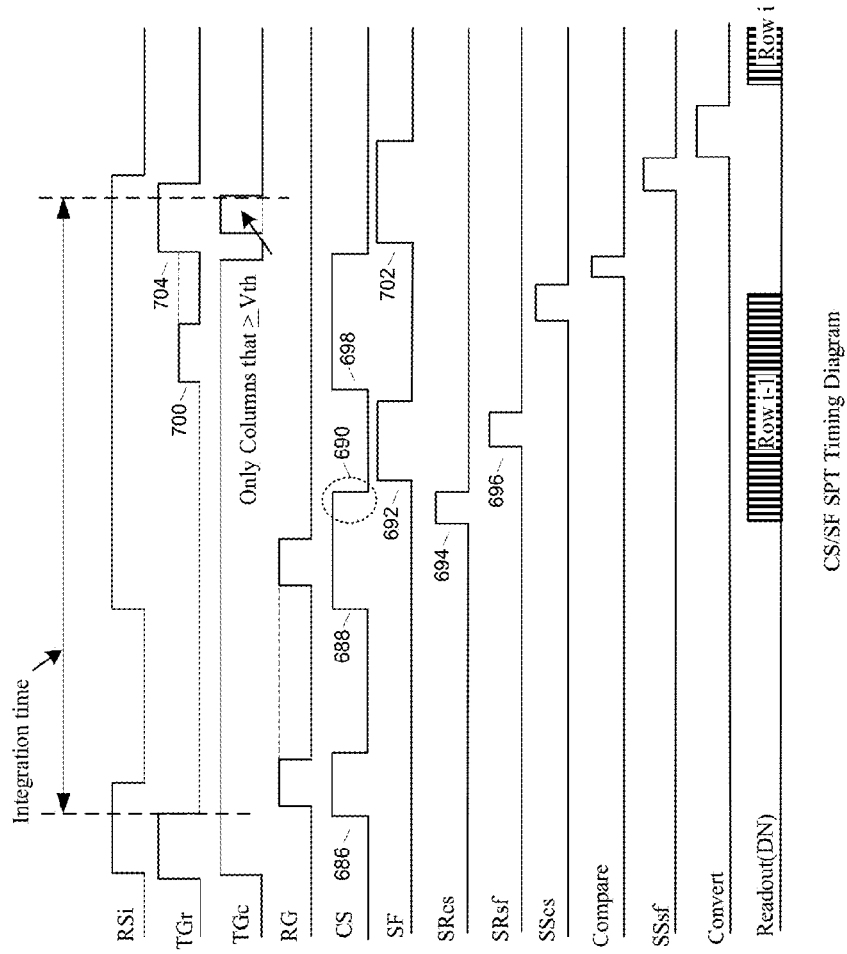 Integration time
RSi
TGr
704
700
TGc
Only Columns that ≥ Vth
RG
CS
686
688
690
698
SF
692
702
SRcs
694
SRsf
696
SScs
Compare
SSsf
Convert
Readout(DN)
Row i-1
Row i
CS/SF SPT Timing Diagram